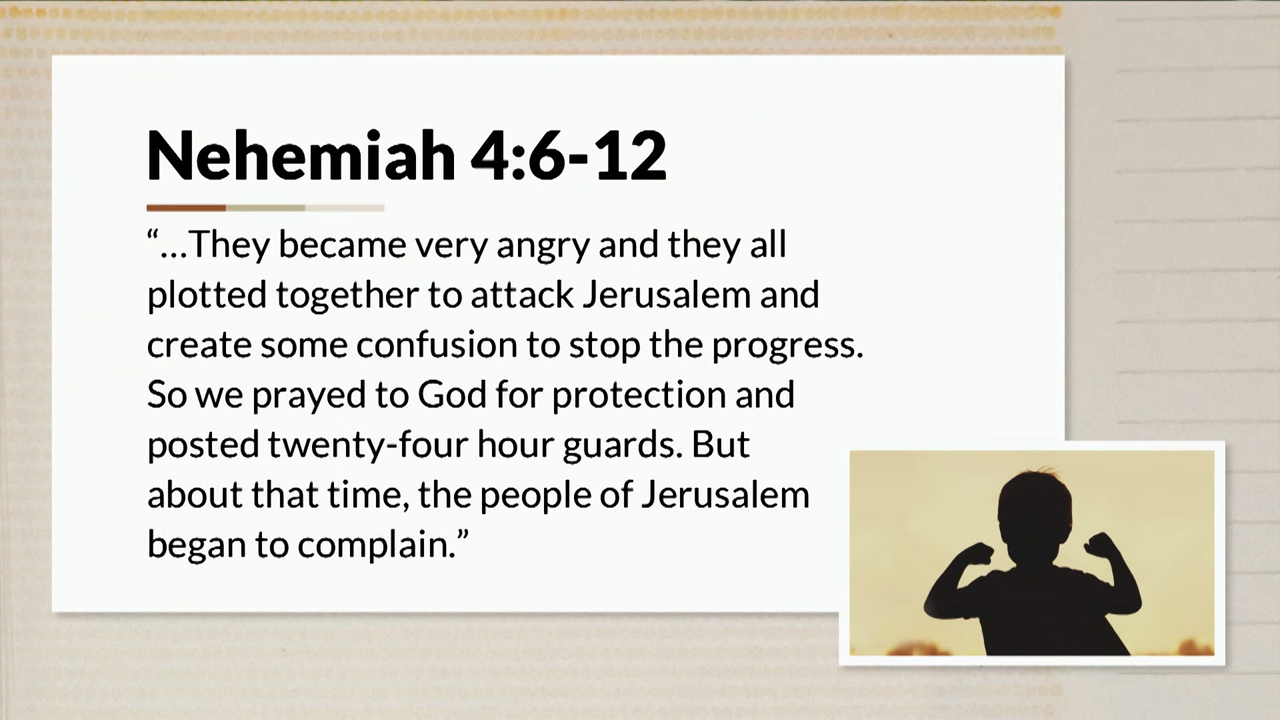 Nehemiah 4:6-12
“...They became very angry and they all
plotted together to attack Jerusalem and
create some confusion to stop the progress.
So we prayed to God for protection and
posted twenty-four hour guards. But
about that time, the people of Jerusalem
began to complain.”